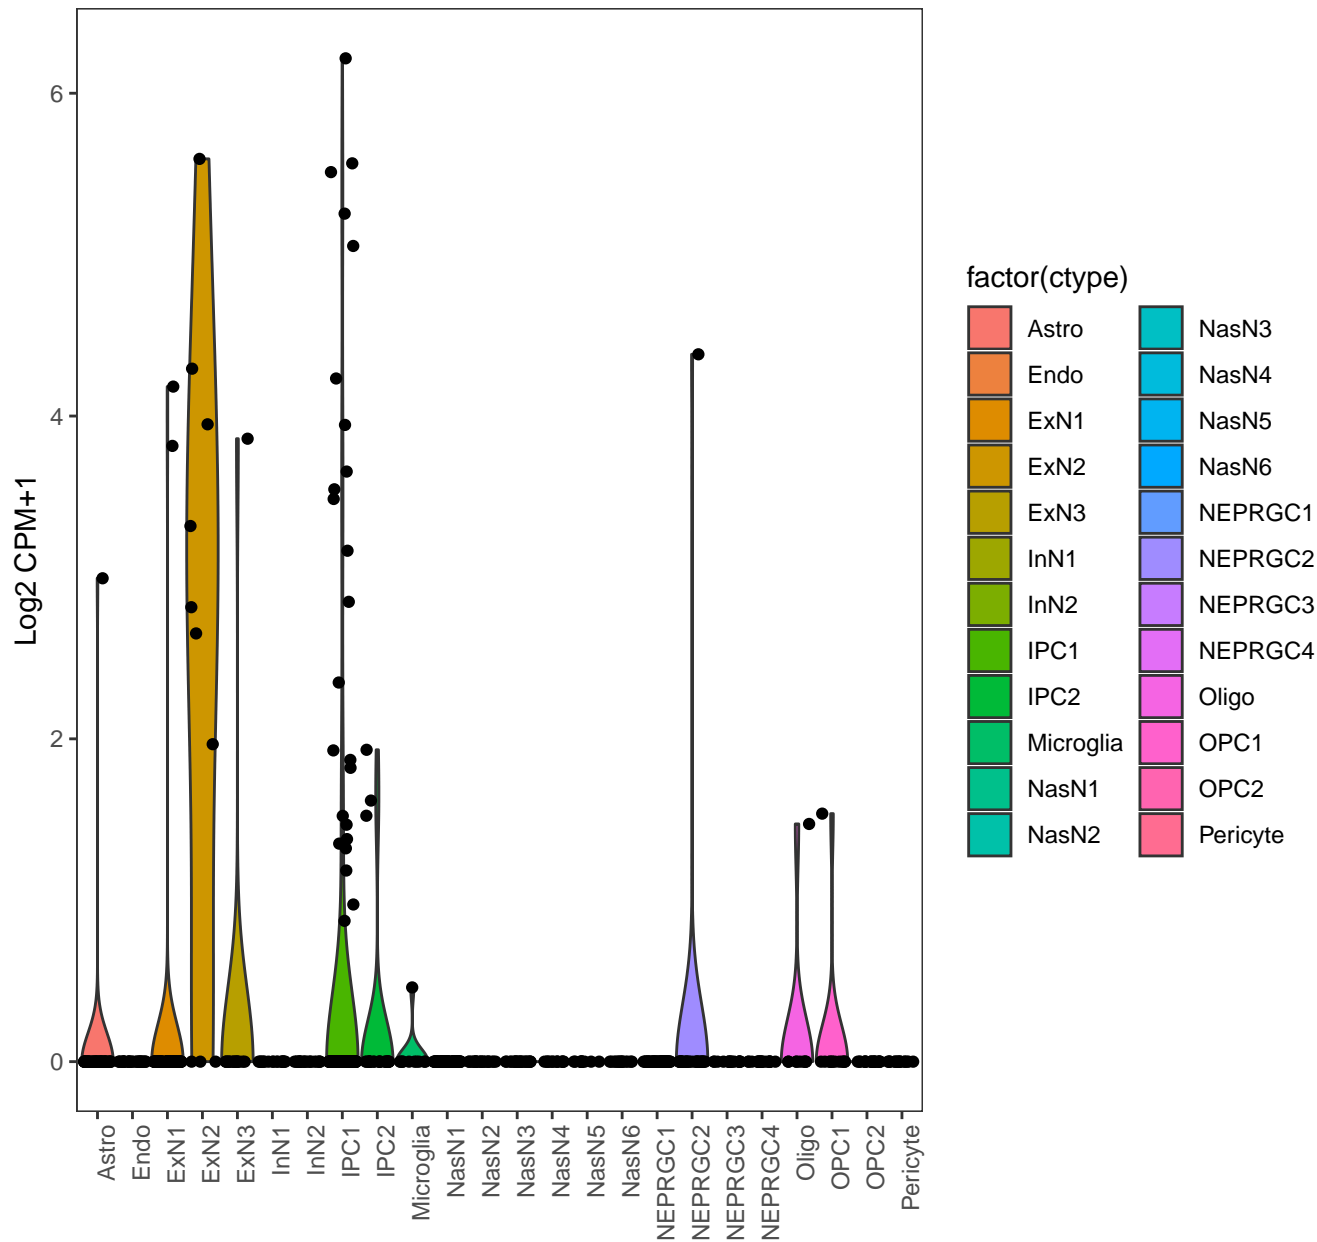 Log2 CPM+1
6
4
2
0
Astro
Endo
ExN1
ExN2
ExN3
InN1
InN2
IPC1
IPC2
Microglia
NasN1
NasN2
NasN3
NasN4
NasN5
NasN6
NEPRGC1
NEPRGC2
NEPRGC3
NEPRGC4
Oligo
OPC1
OPC2
Pericyte
factor(ctype)
Astro
Endo
ExN1
ExN2
ExN3
InN1
InN2
IPC1
IPC2
Microglia
NasN1
NasN2
NasN3
NasN4
NasN5
NasN6
NEPRGC1
NEPRGC2
NEPRGC3
NEPRGC4
Oligo
OPC1
OPC2
Pericyte